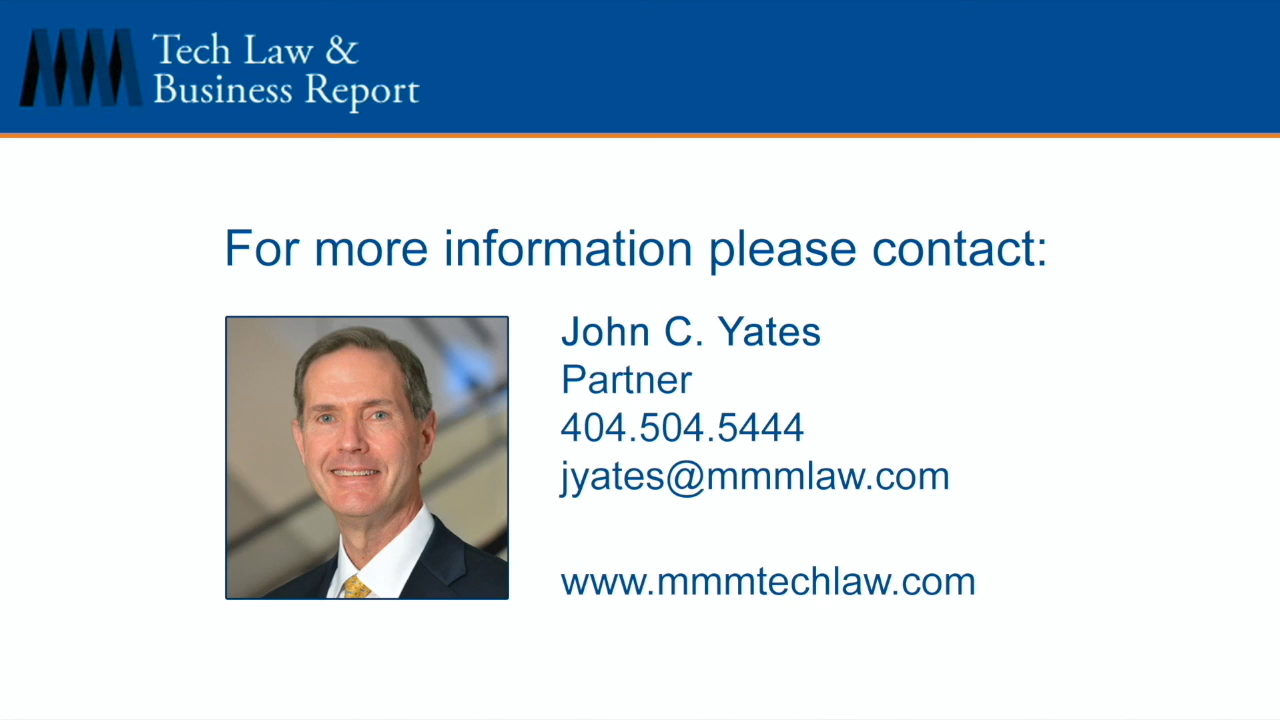 MMM Tech Law &
Business Report
For more information please contact:
John C. Yates
Partner
404.504.5444
jyates@mmmlaw.com
www.mmmtechlaw.com